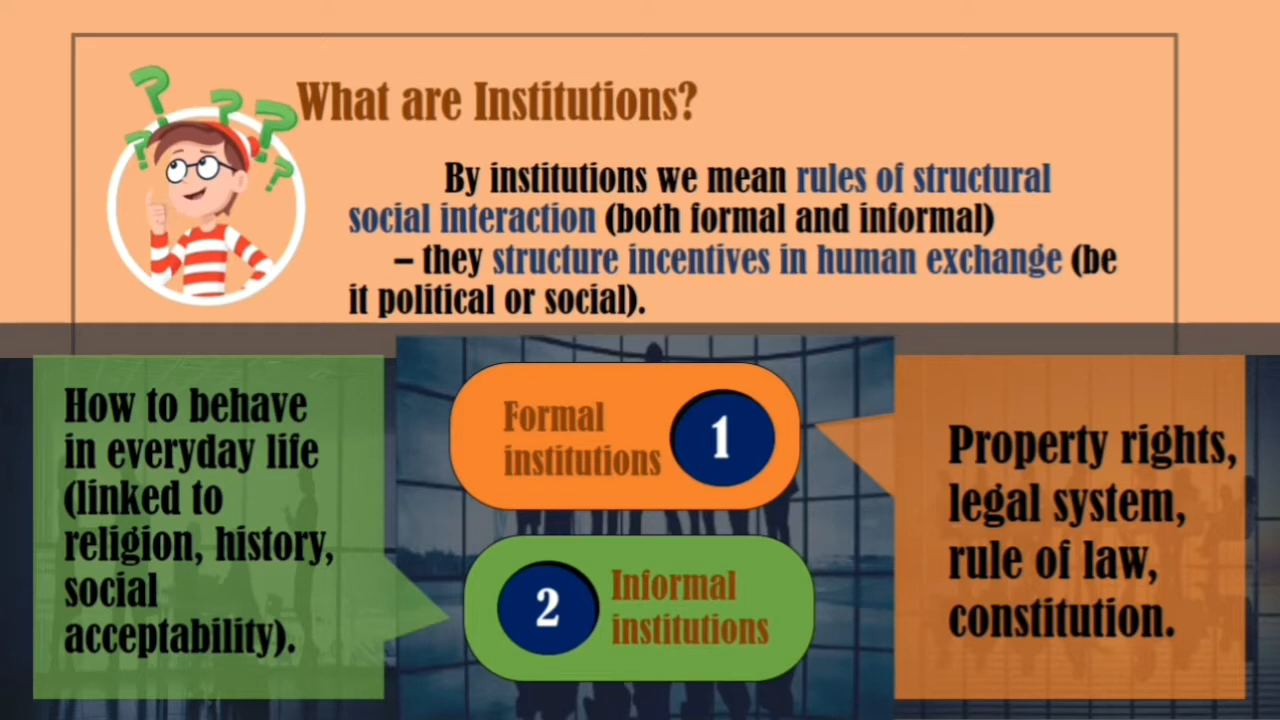 What are Institutions?
By institutions we mean rules of structural
social interaction (both formal and informal)
– they structure incentives in human exchange (be
it political or social).
How to behave
in everyday life
(linked to
religion, history,
social
acceptability).
Formal
institutions
1
2
Informal
institutions
Property rights,
legal system,
rule of law,
constitution.